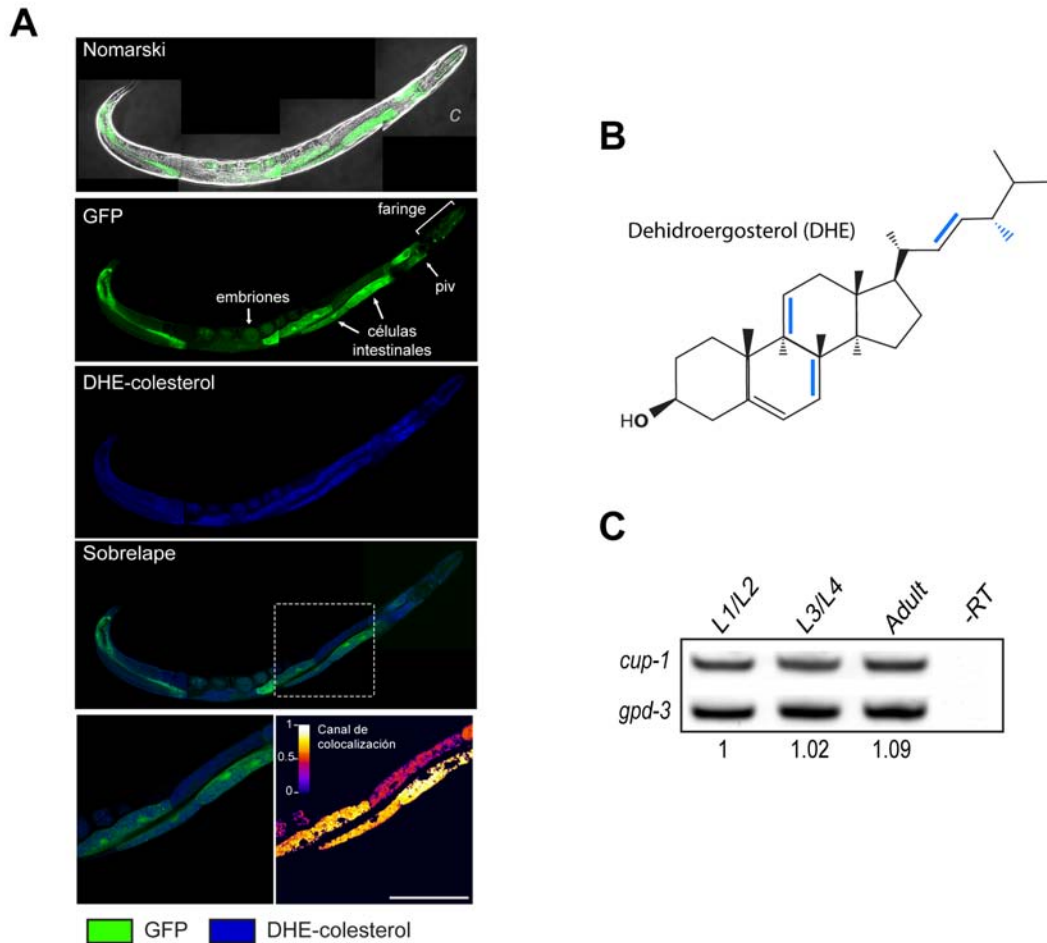 A
Nomarski
C
GFP
faringe
piv
embriones
células
intestinales
DHE-colesterol
Sobrelape
1
0.5
0
Canal de
colocalización
GFP
DHE-colesterol
B
Dehidroergosterol (DHE)
HO
C
L1/L2
L3/L4
Adult
-RT
cup-1
gpd-3
1
1.02
1.09